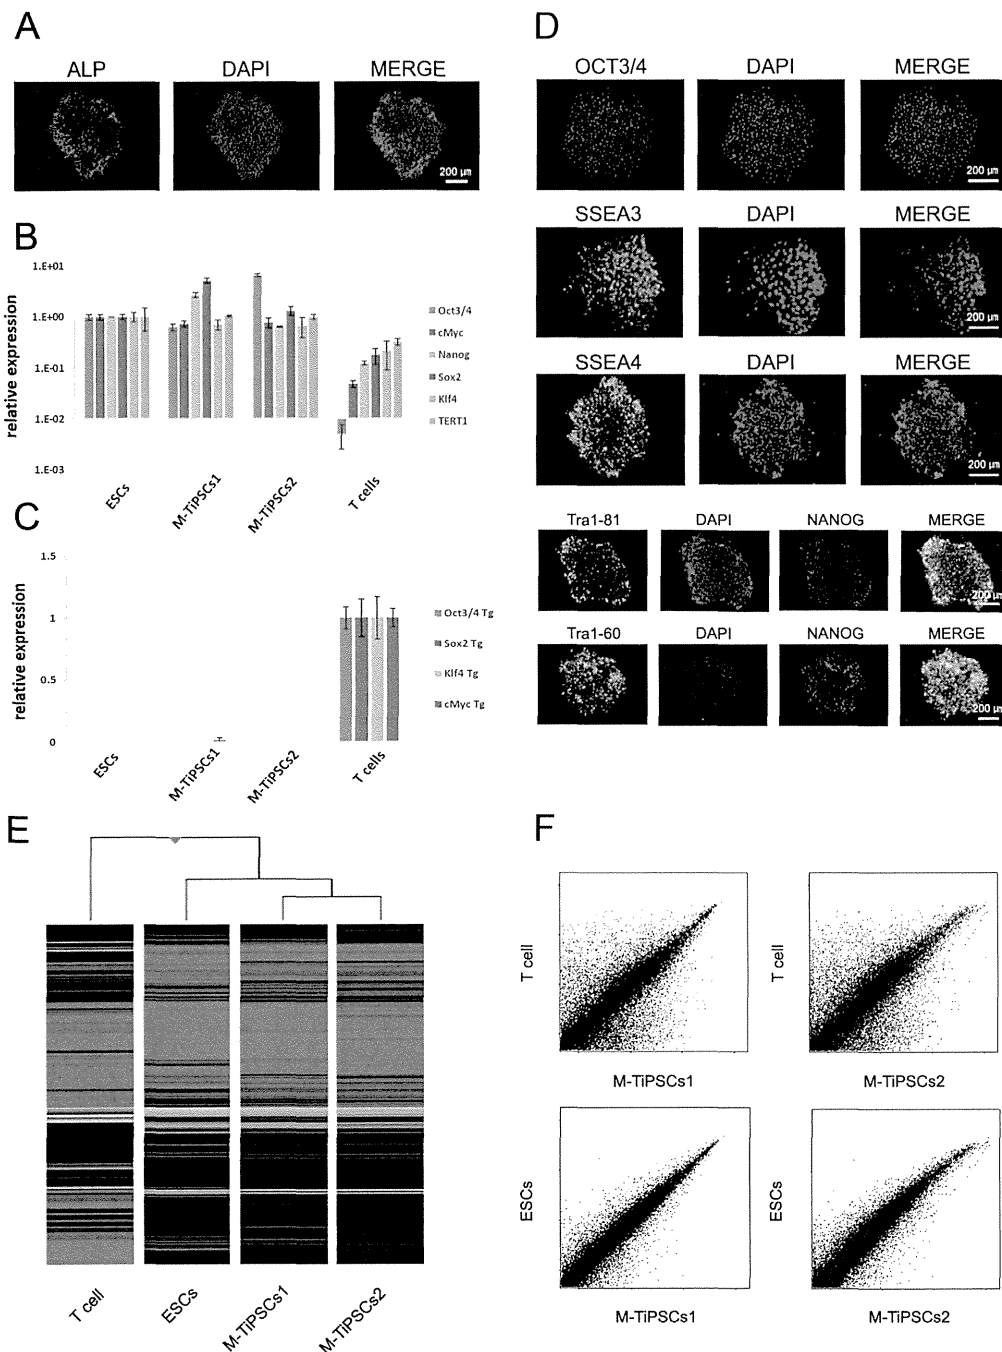 A
ALP
DAPI
MERGE
200 µm
B
relative expression
1.E+01
1.E+00
1.E-01
1.E-02
1.E-03
Oct3/4
cMyc
Nanog
Sox2
Klf4
TERT1
ESCs
M-TiPSCs1
M-TiPSCs2
T cells
C
relative expression
1.5
1
0.5
0
Oct3/4 Tg
Sox2 Tg
Klf4 Tg
cMyc Tg
ESCs
M-TiPSCs1
M-TiPSCs2
T cells
D
OCT3/4
DAPI
MERGE
200 µm
SSEA3
DAPI
MERGE
200 µm
SSEA4
DAPI
MERGE
200 µm
Tra1-81
DAPI
NANOG
MERGE
200 µm
Tra1-60
DAPI
NANOG
MERGE
200 µm
E
T cell
ESCs
M-TiPSCs1
M-TiPSCs2
F
T cell
M-TiPSCs1
T cell
M-TiPSCs2
ESCs
M-TiPSCs1
ESCs
M-TiPSCs2